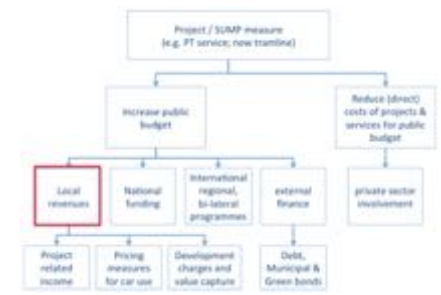 Project / SUMP measure
(e.g. PT service; new tramline)
Increase public
budget
Reduce (direct)
costs of projects &
services for public
budget
Local
revenues
National
funding
International
regional,
bi-lateral
programmes
external
finance
private sector
involvement
Project
related
income
Pricing
measures
for car use
Development
charges and
value capture
Debt,
Municipal &
Green bonds